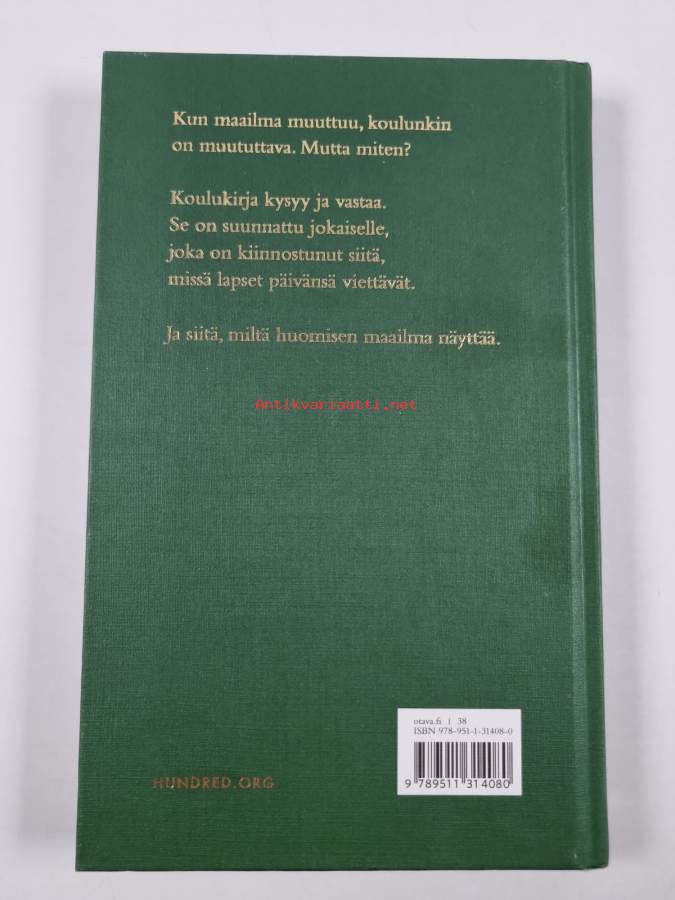 Kun maailma muuttuu, koulunkin
on muututtava. Mutta miten?
Koulukirja kysyy ja vastaa.
Se on suunnattu jokaiselle,
joka on kiinnostunut siitä,
missä lapset päivänsä viettävät.
Ja siitä, miltä huomisen maailma näyttää.
Antikvariaatti.net
otava.fi 1 38
ISBN 978-951-1-31408-0
9 789511 314080
HUNDRED.ORG